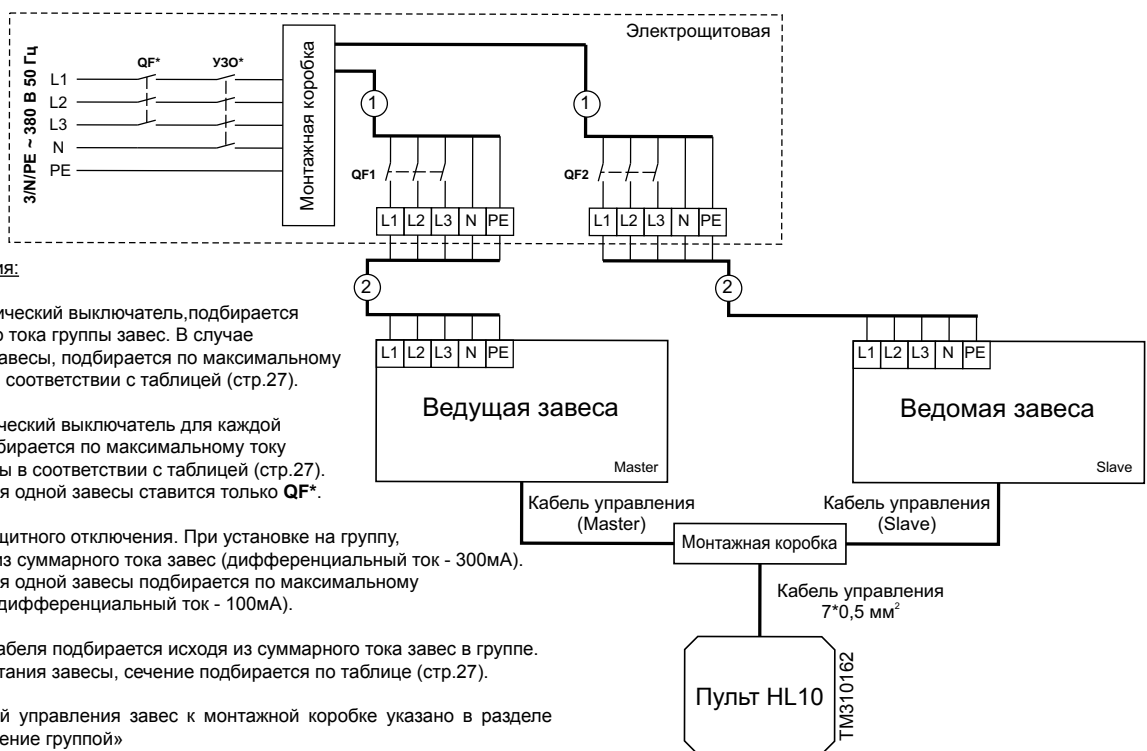 Электрощитовая
3/N/PE ~ 380 В 50 Гц
QF*
УЗО*
L1
L2
L3
N
PE
Монтажная коробка
1
1
QF1
QF2
L1 L2 L3 N PE
L1 L2 L3 N PE
2
2
L1 L2 L3 N PE
L1 L2 L3 N PE
Ведущая завеса
Master
Ведомая завеса
Slave
Кабель управления
(Master)
Кабель управления
(Slave)
Монтажная коробка
Кабель управления
7*0,5 мм²
Пульт HL10
TM310162
ия:
ический выключатель,подбирается
о тока группы завес. В случае
авесы, подбирается по максимальному
соответствии с таблицей (стр.27).
ческий выключатель для каждой
бирается по максимальному току
ы в соответствии с таблицей (стр.27).
я одной завесы ставится только QF*.
щитного отключения. При установке на группу,
из суммарного тока завес (дифференциальный ток - 300мА).
я одной завесы подбирается по максимальному
дифференциальный ток - 100мА).
абеля подбирается исходя из суммарного тока завес в группе.
тания завесы, сечение подбирается по таблице (стр.27).
й управления завес к монтажной коробке указано в разделе
ение группой»